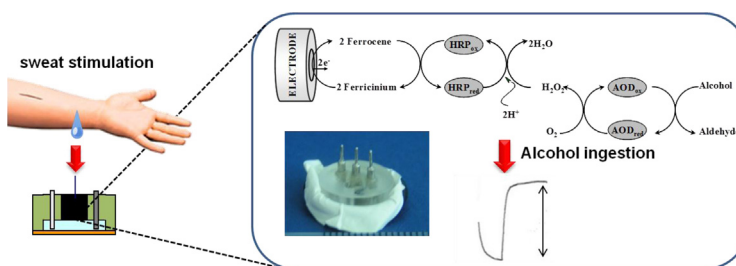 sweat stimulation
ELECTRODE
2e-
2 Ferrocene
2 Ferricinium
HRPox
HRPred
2H2O
2H+
H2O2
O2
AODox
AODred
Alcohol
Aldehyde
Alcohol ingestion